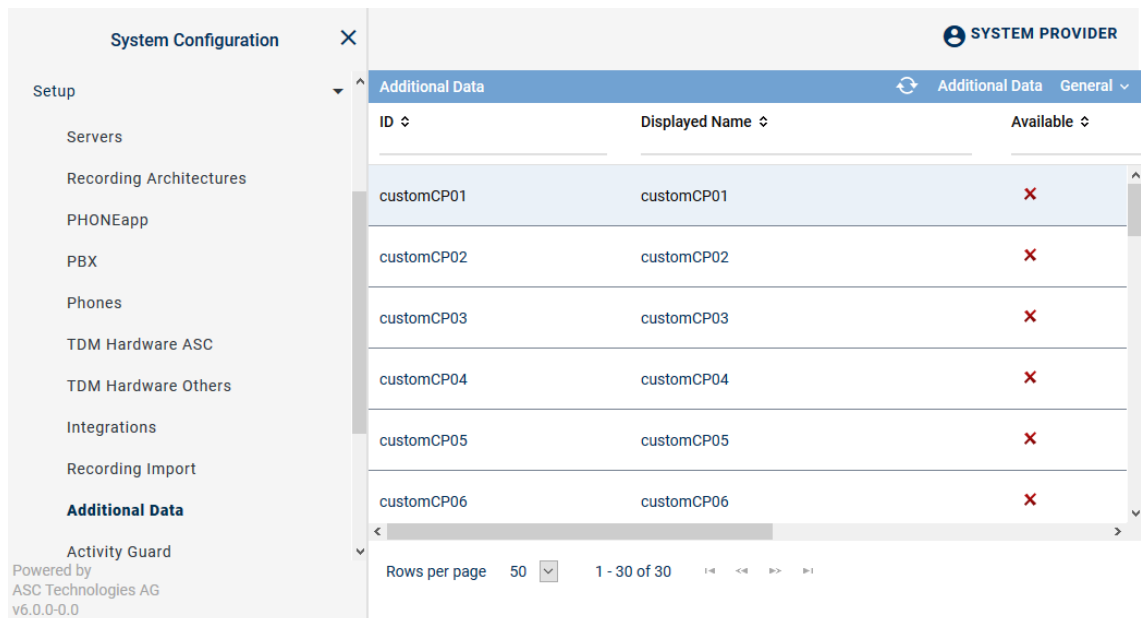 System Configuration
SYSTEM PROVIDER
Setup
Servers
Recording Architectures
PHONEapp
PBX
Phones
TDM Hardware ASC
TDM Hardware Others
Integrations
Recording Import
Additional Data
Activity Guard
Powered by
ASC Technologies AG
v6.0.0-0.0
Additional Data Additional Data General
ID Displayed Name Available
customCP01 customCP01
customCP02 customCP02
customCP03 customCP03
customCP04 customCP04
customCP05 customCP05
customCP06 customCP06
Rows per page 50 1 - 30 of 30